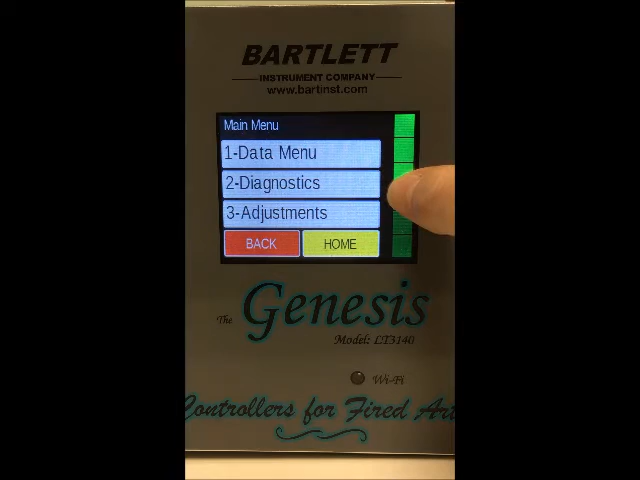 BARTLETT
INSTRUMENT COMPANY
www.bartinst.com
Main Menu
1-Data Menu
2-Diagnostics
3-Adjustments
BACK HOME
The Genesis
Model: LT3140
Wi-Fi
Controllers for Fired Art